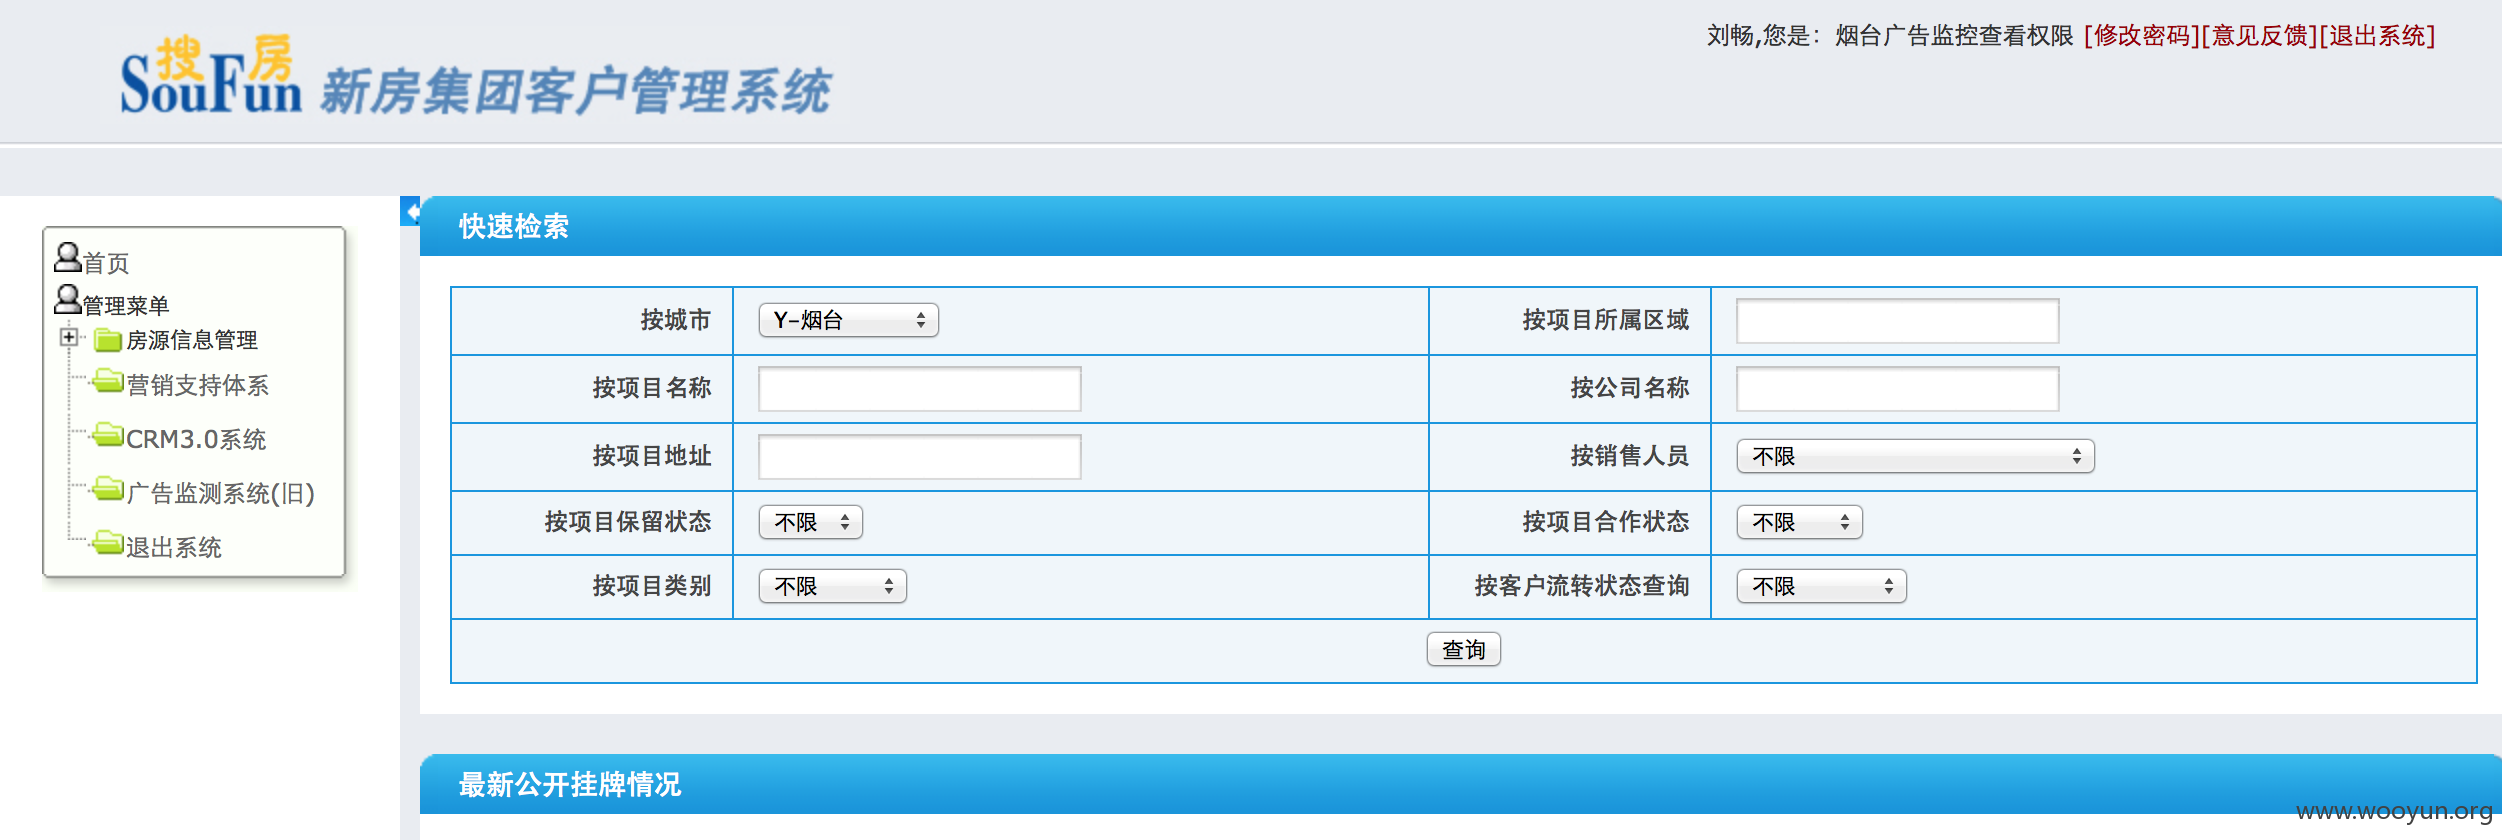 刘畅,您是：烟台广告监控查看权限 [修改密码][意见反馈][退出系统]
搜房
SouFun 新房集团客户管理系统
首页
管理菜单
房源信息管理
营销支持体系
CRM3.0系统
广告监测系统(旧)
退出系统
快速检索
按城市 Y-烟台 按项目所属区域
按项目名称 按公司名称
按项目地址 按销售人员 不限
按项目保留状态 不限 按项目合作状态 不限
按项目类别 不限 按客户流转状态查询 不限
查询
最新公开挂牌情况
www.wooyun.org